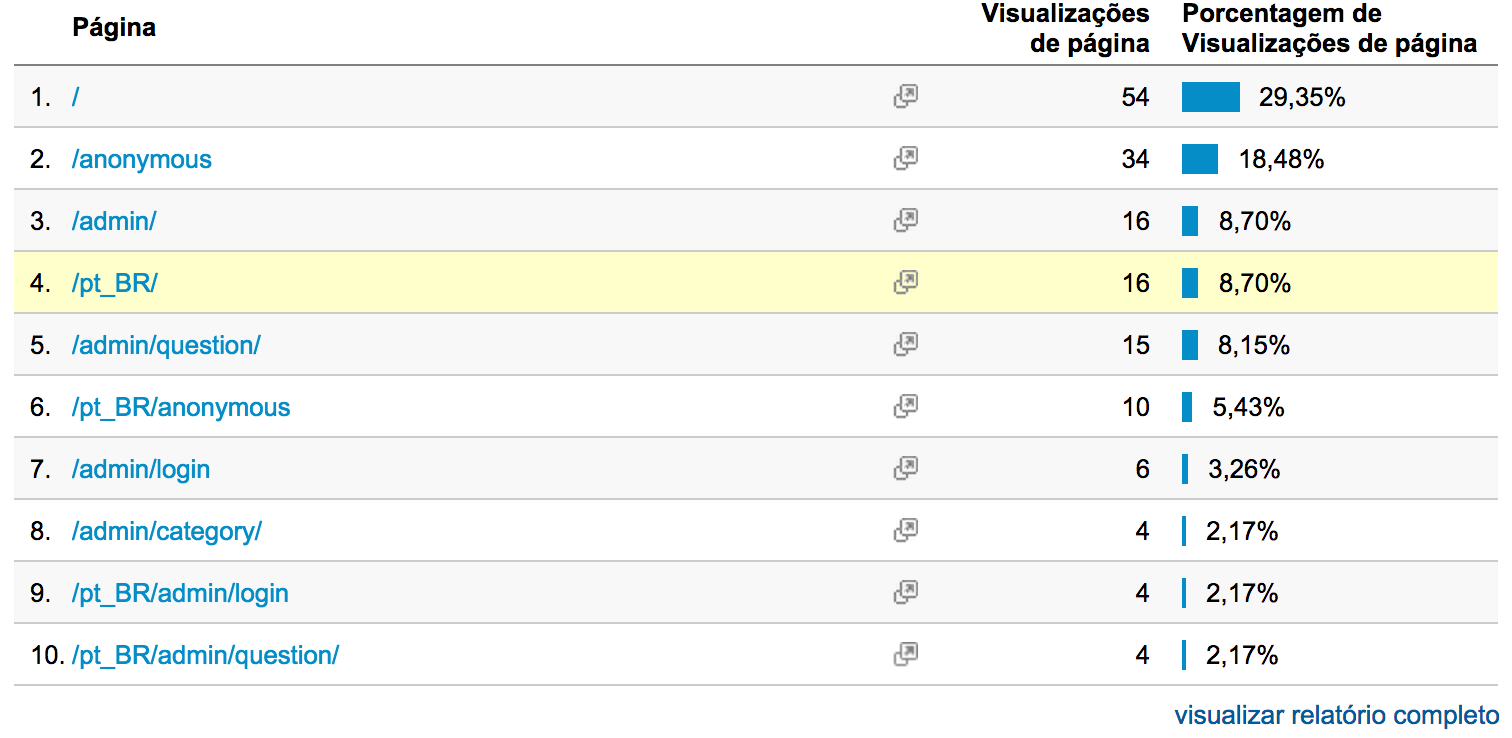 Página Visualizações de página Porcentagem de Visualizações de página
1. / 54 29,35%
2. /anonymous 34 18,48%
3. /admin/ 16 8,70%
4. /pt_BR/ 16 8,70%
5. /admin/question/ 15 8,15%
6. /pt_BR/anonymous 10 5,43%
7. /admin/login 6 3,26%
8. /admin/category/ 4 2,17%
9. /pt_BR/admin/login 4 2,17%
10. /pt_BR/admin/question/ 4 2,17%
visualizar relatório completo